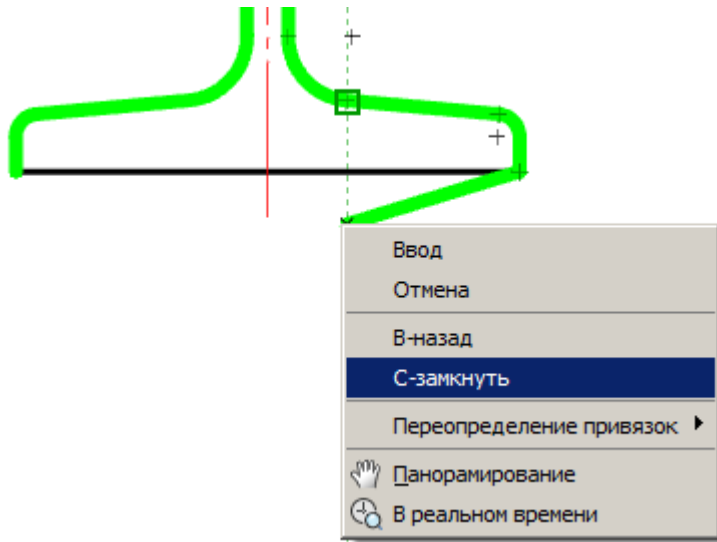 Ввод
Отмена
В-назад
С-замкнуть
Переопределение привязок
Панорамирование
В реальном времени